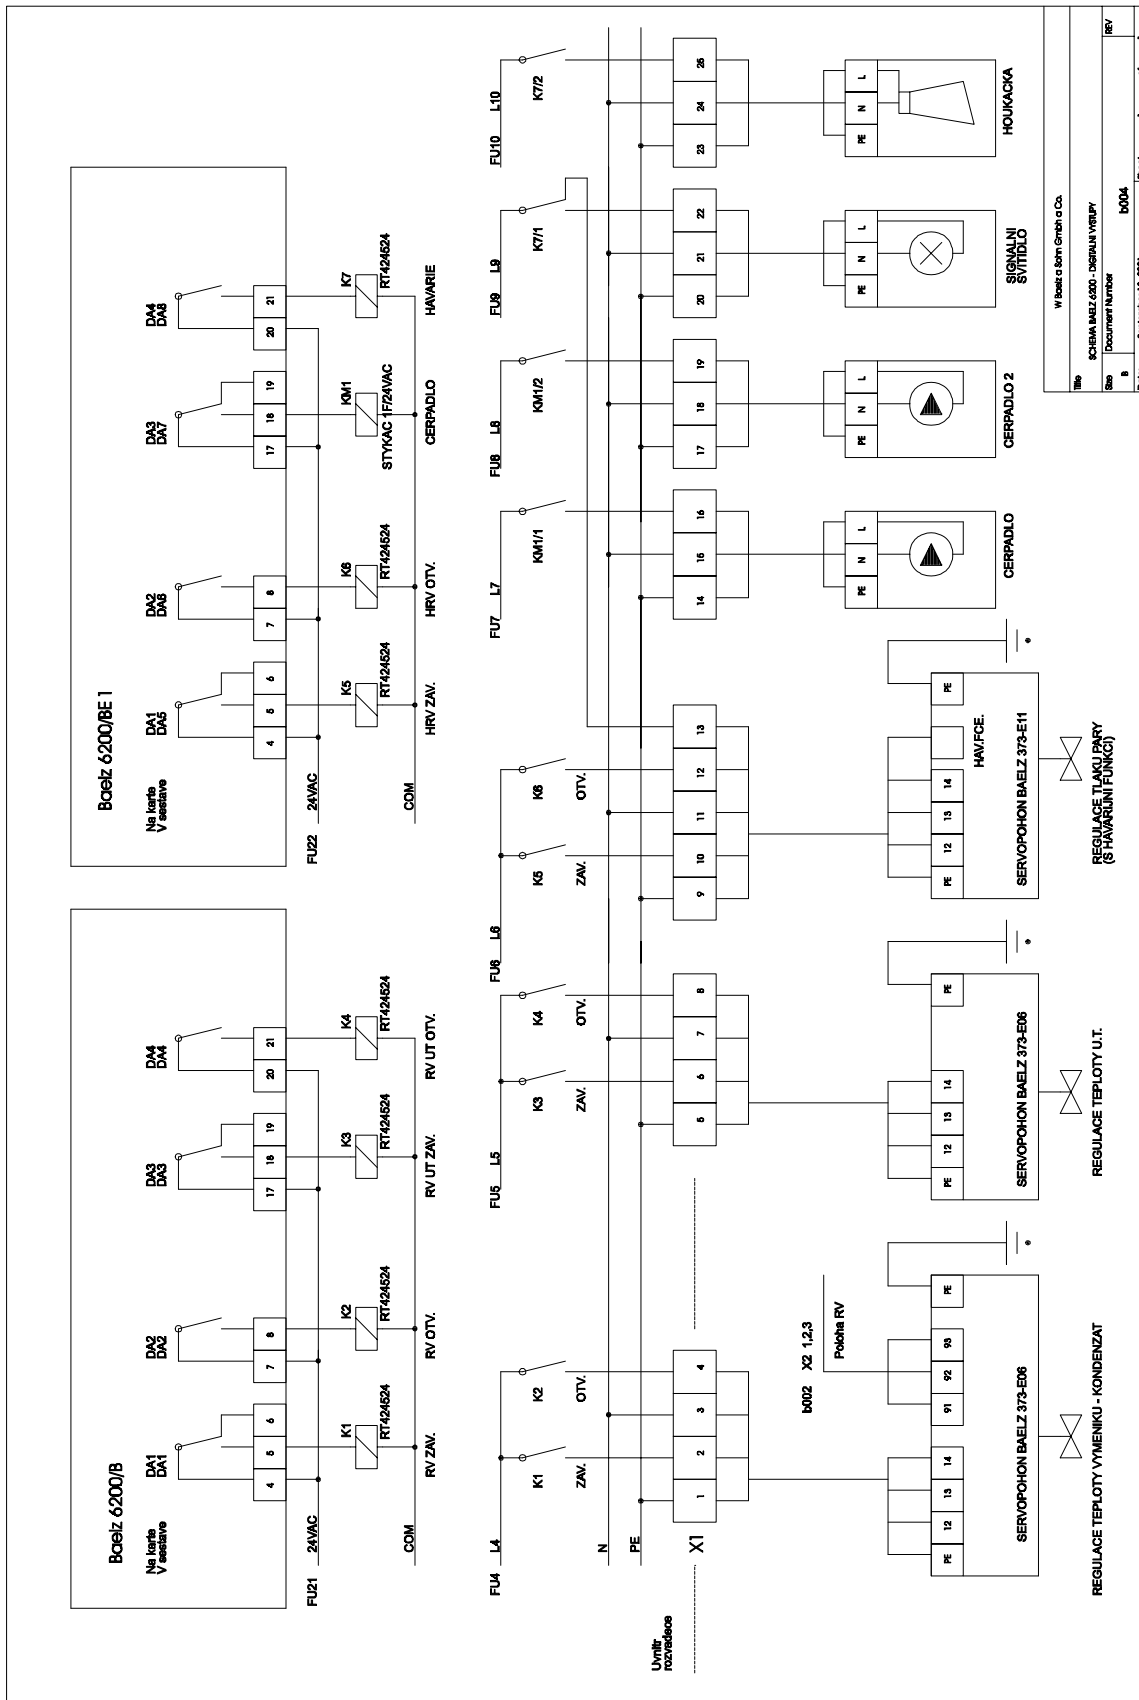 Baelz 6200/B
Na karte
V sestave
DA1
DA1
DA2
DA2
DA3
DA3
DA4
DA4
4
5
6
7
8
17
18
19
20
21
FU21
24VAC
K1
RT424524
K2
RT424524
K3
RT424524
K4
RT424524
COM
RV ZAV.
RV OTV.
RV UT ZAV.
RV UT OTV.
Baelz 6200/BE 1
Na karte
V sestave
DA1
DA5
DA2
DA6
DA3
DA7
DA4
DA8
4
5
6
7
8
17
18
19
20
21
FU22
24VAC
K5
RT424524
K6
RT424524
KM1
STYKAC 1F/24VAC
K7
RT424524
COM
HRV ZAV.
HRV OTV.
CERPADLO
HAVARIE
FU4
L4
K1
ZAV.
K2
OTV.
FU5
L5
K3
ZAV.
K4
OTV.
FU6
L6
K5
ZAV.
K6
OTV.
FU7
L7
KM1/1
FU8
L8
KM1/2
FU9
L9
K7/1
FU10
L10
K7/2
N
PE
Uvnitr
rozvadece
X1
1
2
3
4
5
6
7
8
9
10
11
12
13
14
15
16
17
18
19
20
21
22
23
24
25
b002
X2 1,2,3
Poloha RV
PE
12
13
14
91
92
93
PE
SERVOPOHON BAELZ 373-E06
REGULACE TEPLOTY VYMENIKU - KONDENZAT
PE
12
13
14
PE
SERVOPOHON BAELZ 373-E06
REGULACE TEPLOTY U.T.
PE
12
13
14
HAV.FCE.
PE
SERVOPOHON BAELZ 373-E11
REGULACE TLAKU PARY
(S HAVARIJNI FUNKCI)
PE
N
L
CERPADLO
PE
N
L
CERPADLO 2
PE
N
L
SIGNALNI
SVITIDLO
PE
N
L
HOUKACKA
W Baelz a Sohn Gmbh a Co.
Title
SCHEMA BAELZ 6200 - DIGITALNI VYSTUPY
Size
B
Document Number
b004
REV